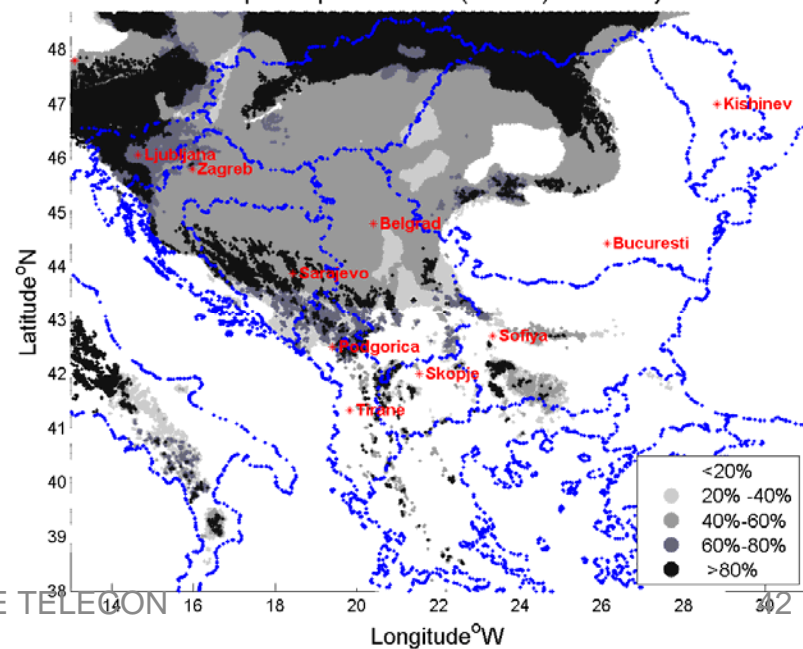 48
47
46
45
44
43
42
41
40
39
38
Latitude°N
Kishinev
Ljubljana
Zagreb
Belgrad
Bucuresti
Sarajevo
Sofiya
Podgorica
Skopje
Tirane
<20%
20% -40%
40%-60%
60%-80%
>80%
14 16 18 20 22 24 26 28 30
E TELECON
42
Longitude°W